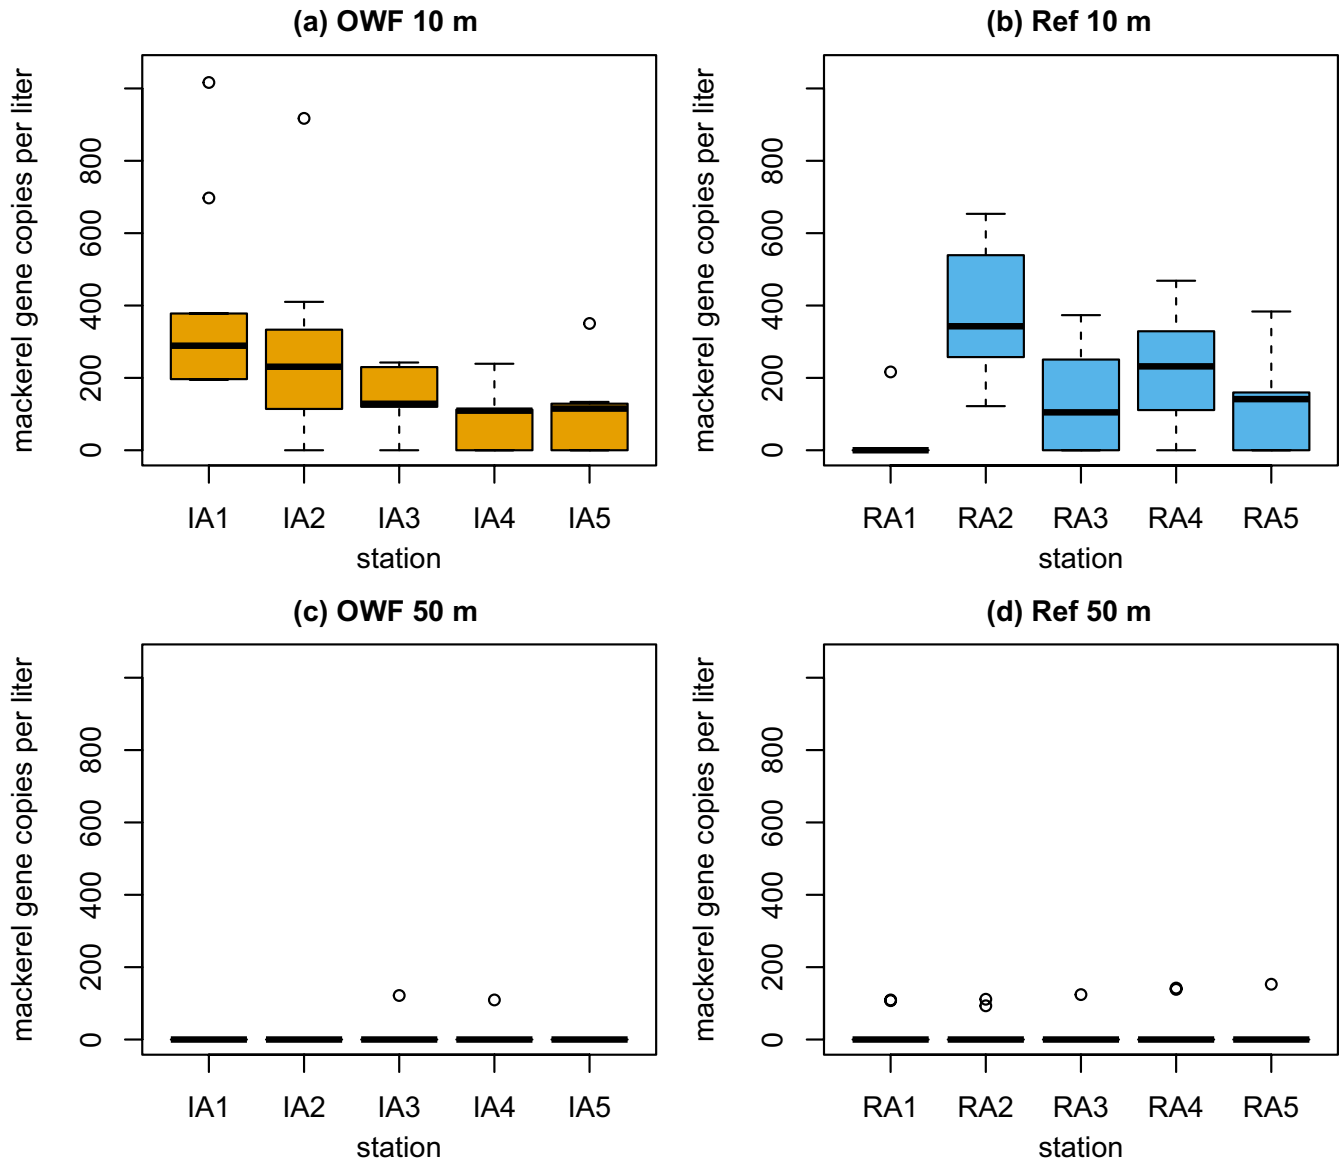 (a) OWF 10 m
mackerel gene copies per liter
800
600
400
200
0
IA1 IA2 IA3 IA4 IA5
station
(b) Ref 10 m
mackerel gene copies per liter
800
600
400
200
0
RA1 RA2 RA3 RA4 RA5
station
(c) OWF 50 m
mackerel gene copies per liter
800
600
400
200
0
IA1 IA2 IA3 IA4 IA5
station
(d) Ref 50 m
mackerel gene copies per liter
800
600
400
200
0
RA1 RA2 RA3 RA4 RA5
station